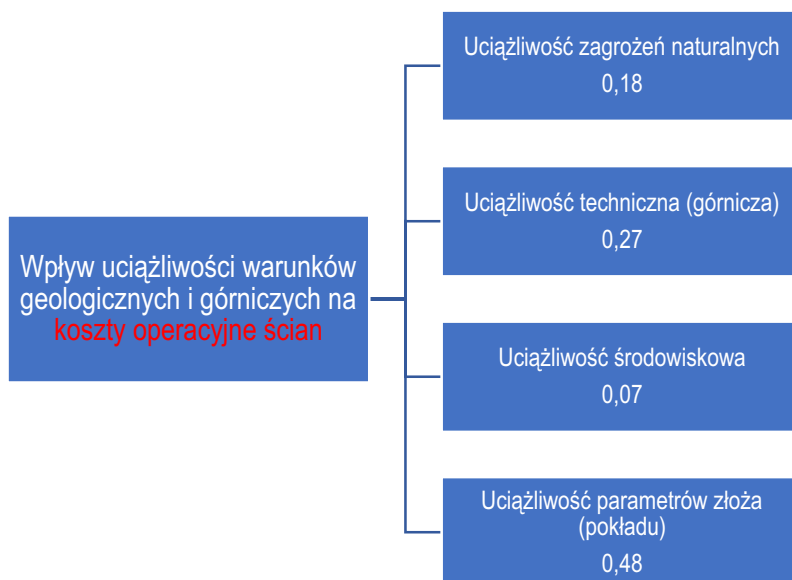 Uciążliwość zagrożeń naturalnych
0,18
Uciążliwość techniczna (górnicza)
0,27
Wpływ uciążliwości warunków
geologicznych i górniczych na
koszty operacyjne ścian
Uciążliwość środowiskowa
0,07
Uciążliwość parametrów złoża
(pokładu)
0,48